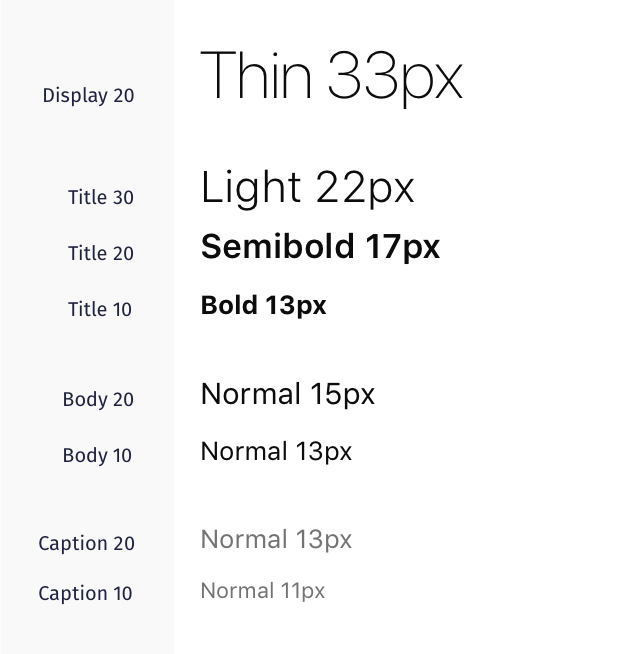 Display 20 Thin 33px
Title 30 Light 22px
Title 20 Semibold 17px
Title 10 Bold 13px
Body 20 Normal 15px
Body 10 Normal 13px
Caption 20 Normal 13px
Caption 10 Normal 11px